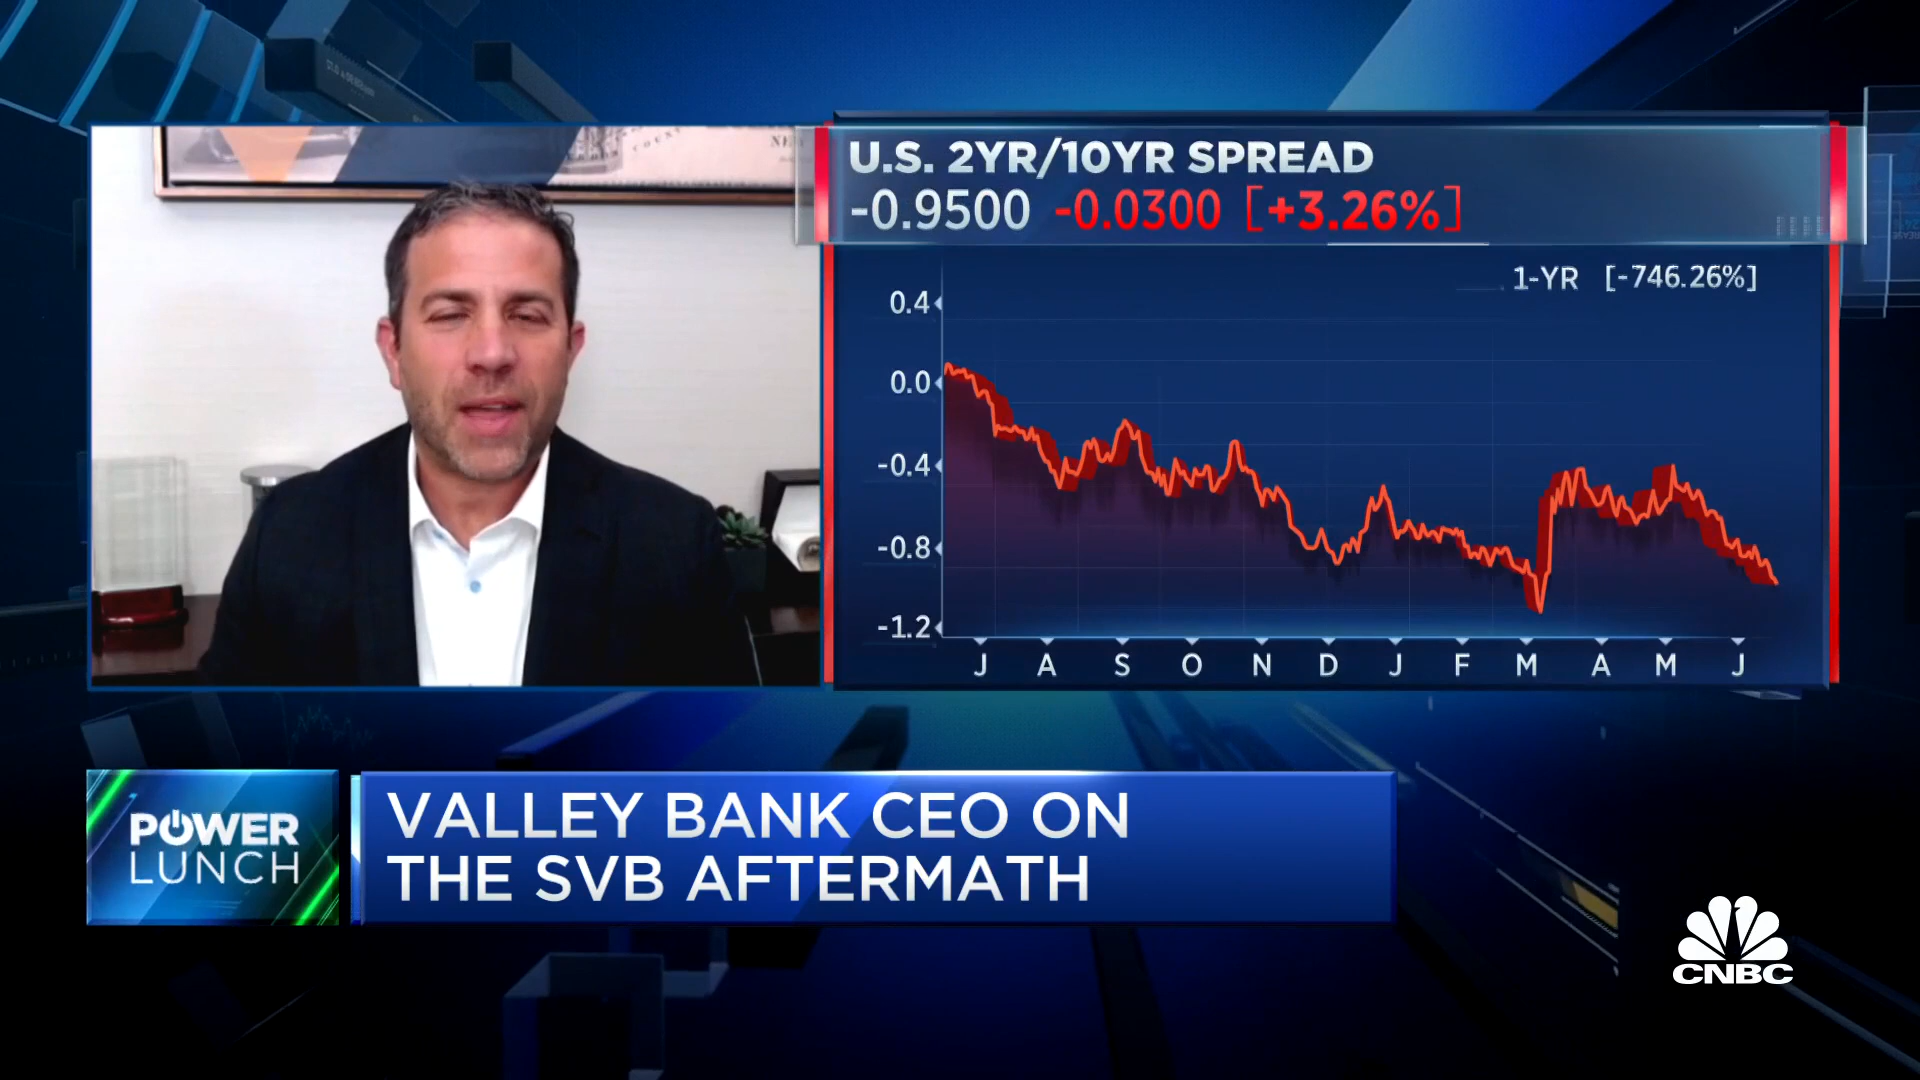 U.S. 2YR/10YR SPREAD
-0.9500 -0.0300 [+3.26%]
1-YR [-746.26%]
0.4
0.0
-0.4
-0.8
-1.2
J A S O N D J F M A M J
POWER
LUNCH
VALLEY BANK CEO ON
THE SVB AFTERMATH
CNBC